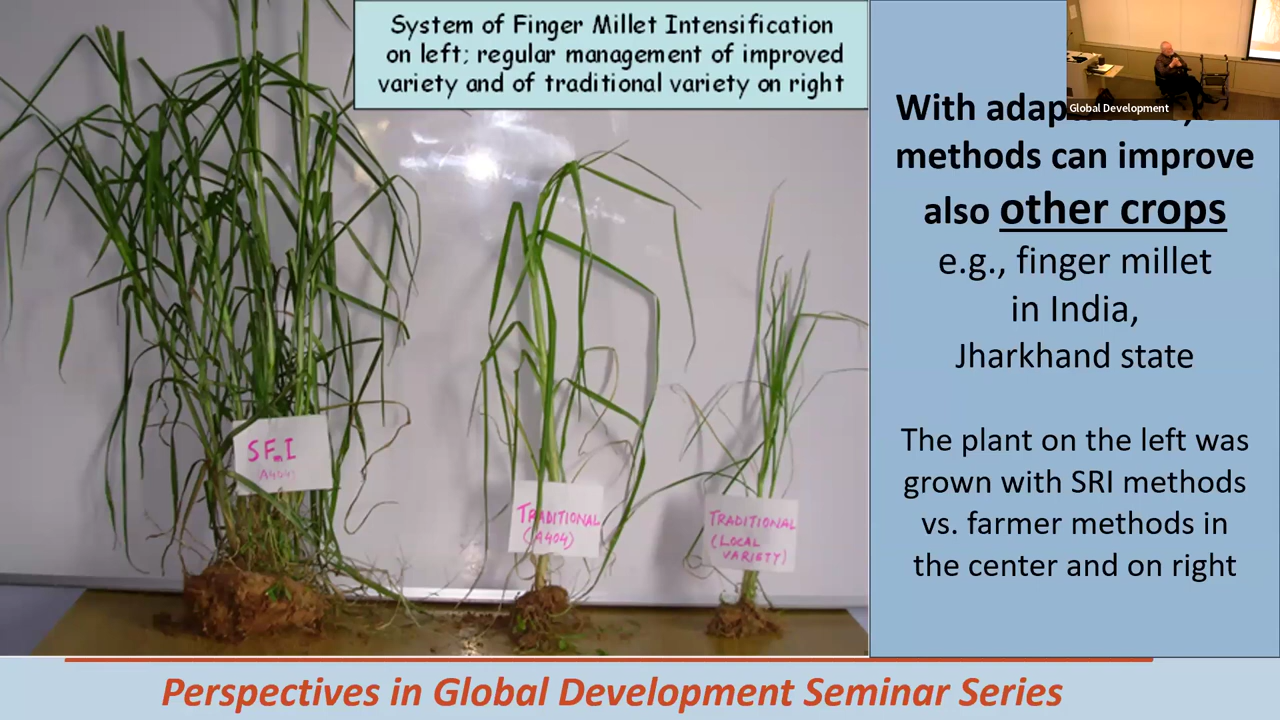 System of Finger Millet Intensification
on left; regular management of improved
variety and of traditional variety on right
SFMI
(A404)
TRADITIONAL
(A404)
TRADITIONAL
(LOCAL
VARIETY)
Global Development
With
methods can improve
also other crops
e.g., finger millet
in India,
Jharkhand state
The plant on the left was
grown with SRI methods
vs. farmer methods in
the center and on right
Perspectives in Global Development Seminar Series